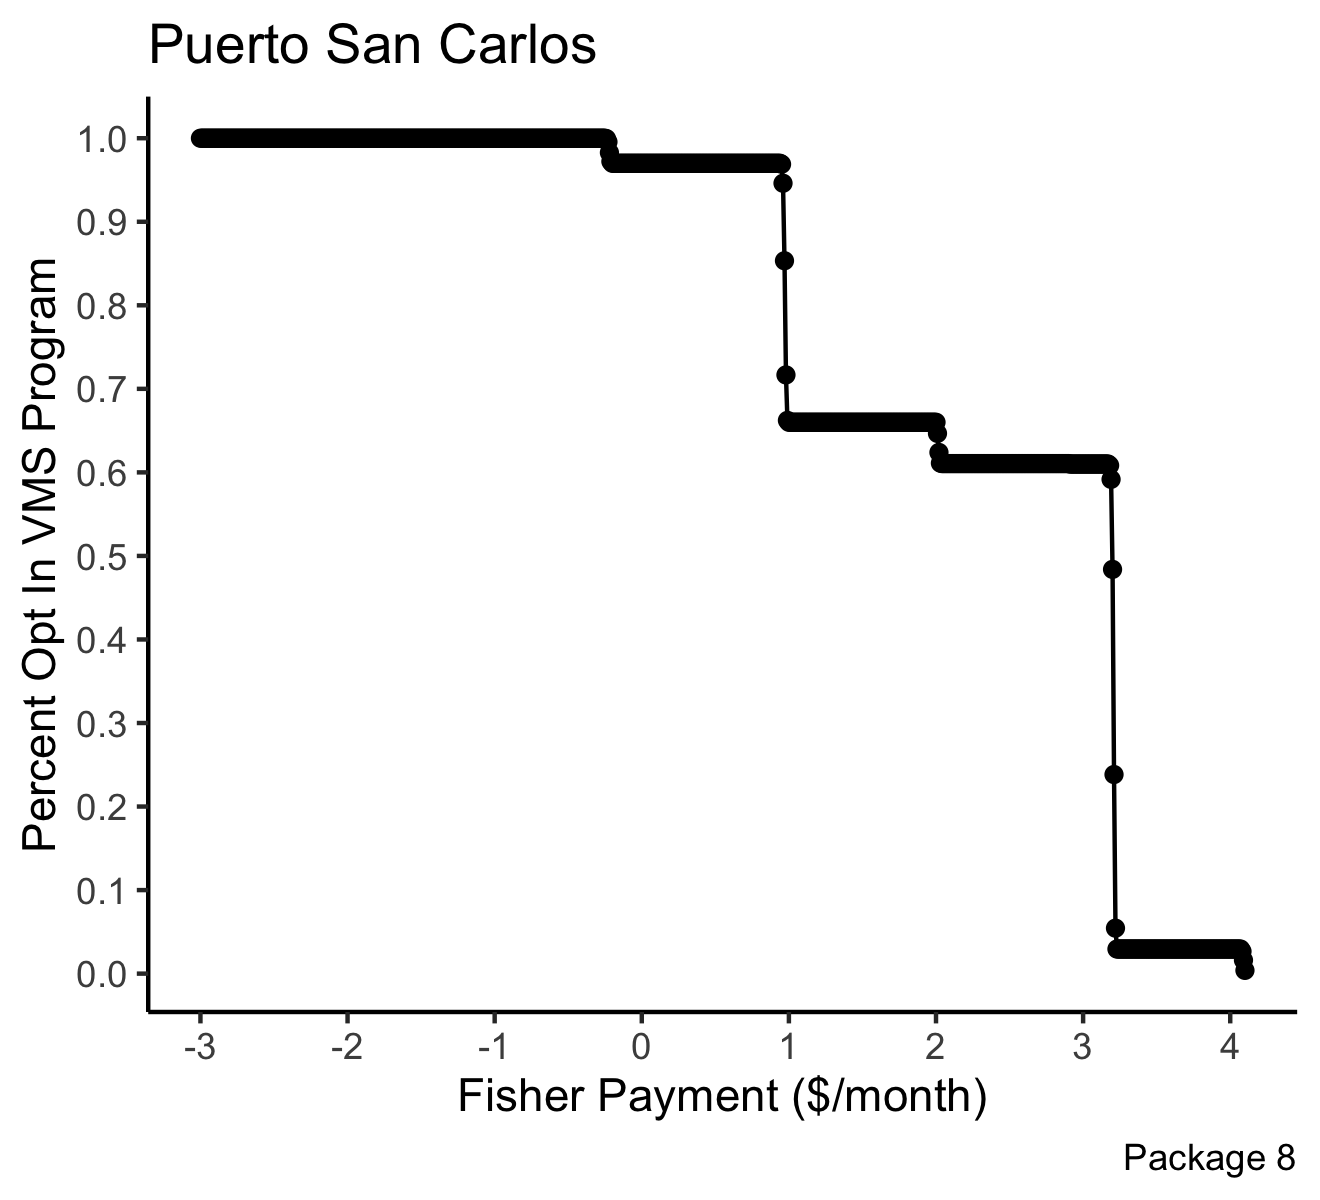 Puerto San Carlos
Percent Opt In VMS Program
1.0
0.9
0.8
0.7
0.6
0.5
0.4
0.3
0.2
0.1
0.0
-3 -2 -1 0 1 2 3 4
Fisher Payment ($/month)
Package 8